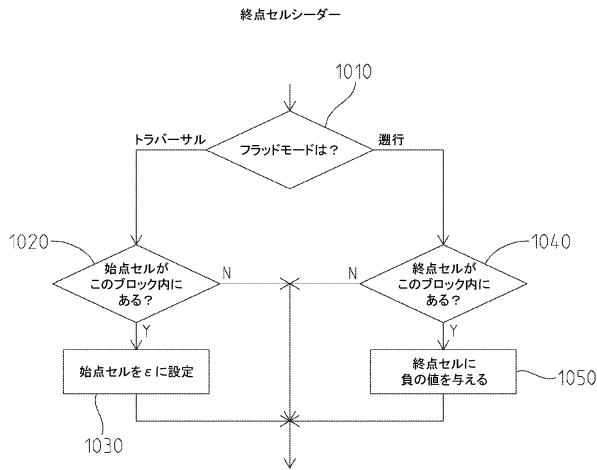 終点セルシーダー
1010
トラバーサル
フラッドモードは？
遡行
1020
始点セルが
このブロック内に
ある？
N
N
1040
終点セルが
このブロック内に
ある？
Y
Y
始点セルをεに設定
1030
終点セルに
負の値を与える
1050